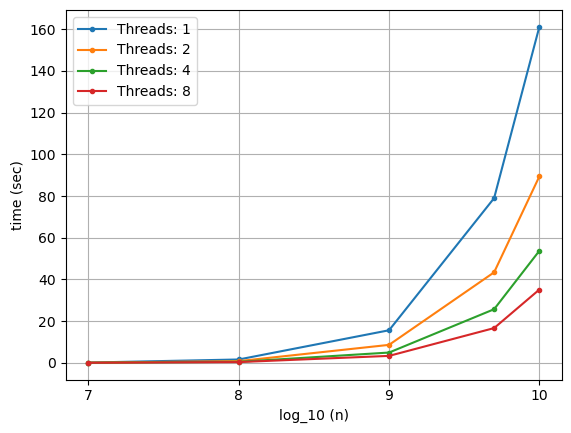 Threads: 1
Threads: 2
Threads: 4
Threads: 8
160
140
120
100
80
60
40
20
0
time (sec)
7 8 9 10
log_10 (n)